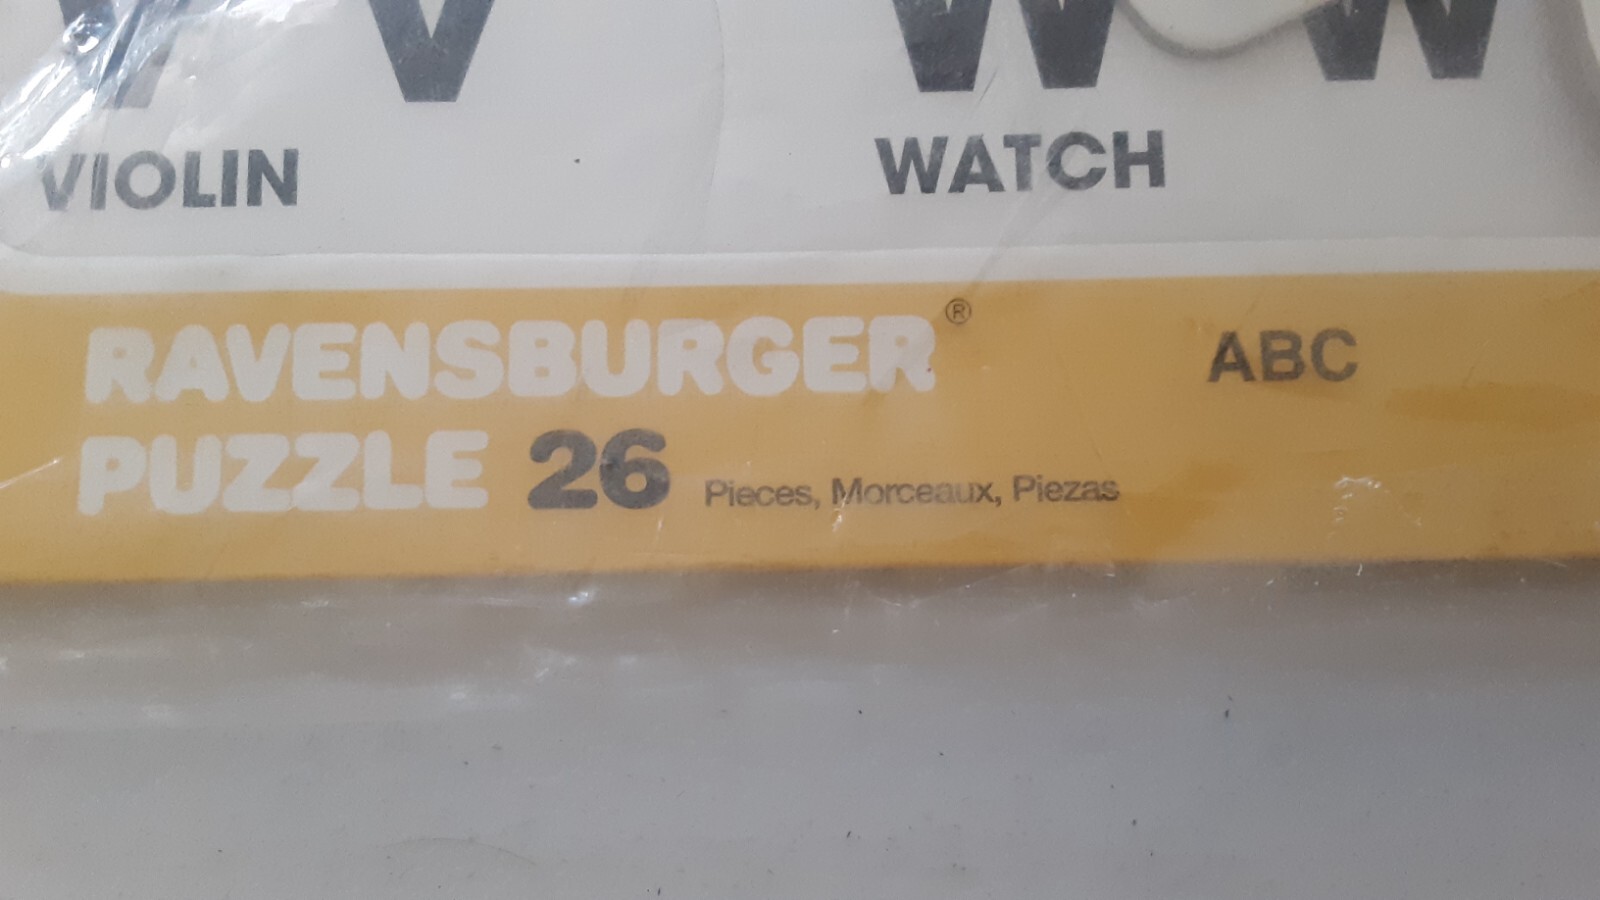 V V W W
VIOLIN WATCH
RAVENSBURGER® ABC
PUZZLE 26 Pieces, Morceaux, Piezas